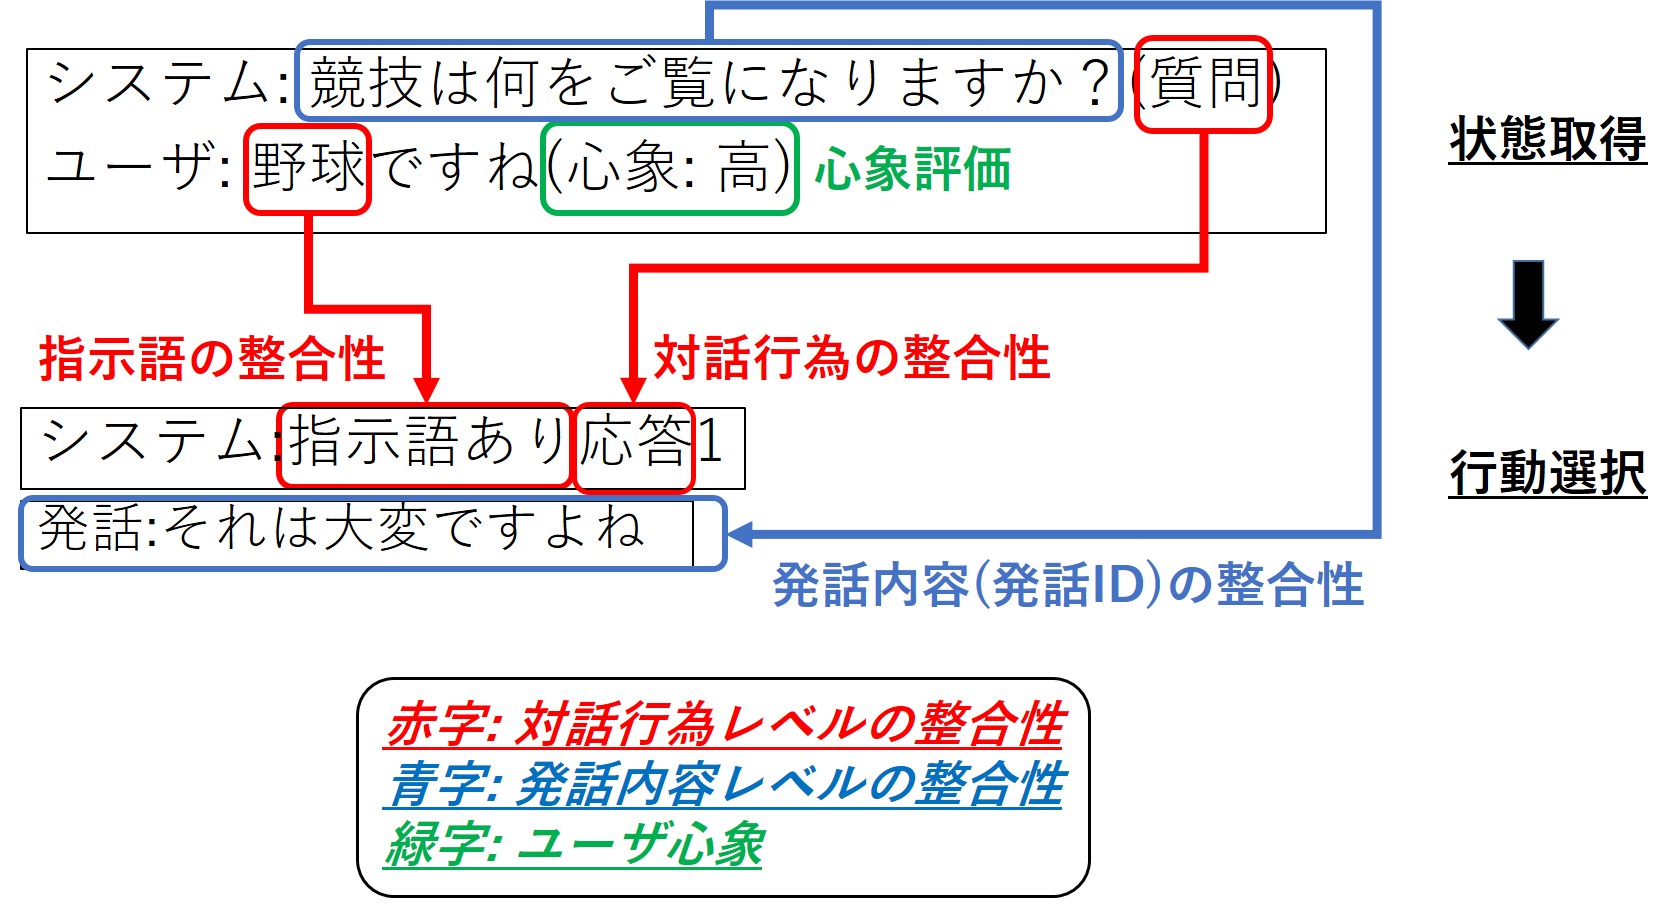 システム:競技は何をご覧になりますか？(質問)
ユーザ:野球ですね(心象:高) 心象評価
状態取得
指示語の整合性
対話行為の整合性
システム:指示語あり応答1
行動選択
発話:それは大変ですよね
発話内容(発話ID)の整合性
赤字:対話行為レベルの整合性
青字:発話内容レベルの整合性
緑字:ユーザ心象